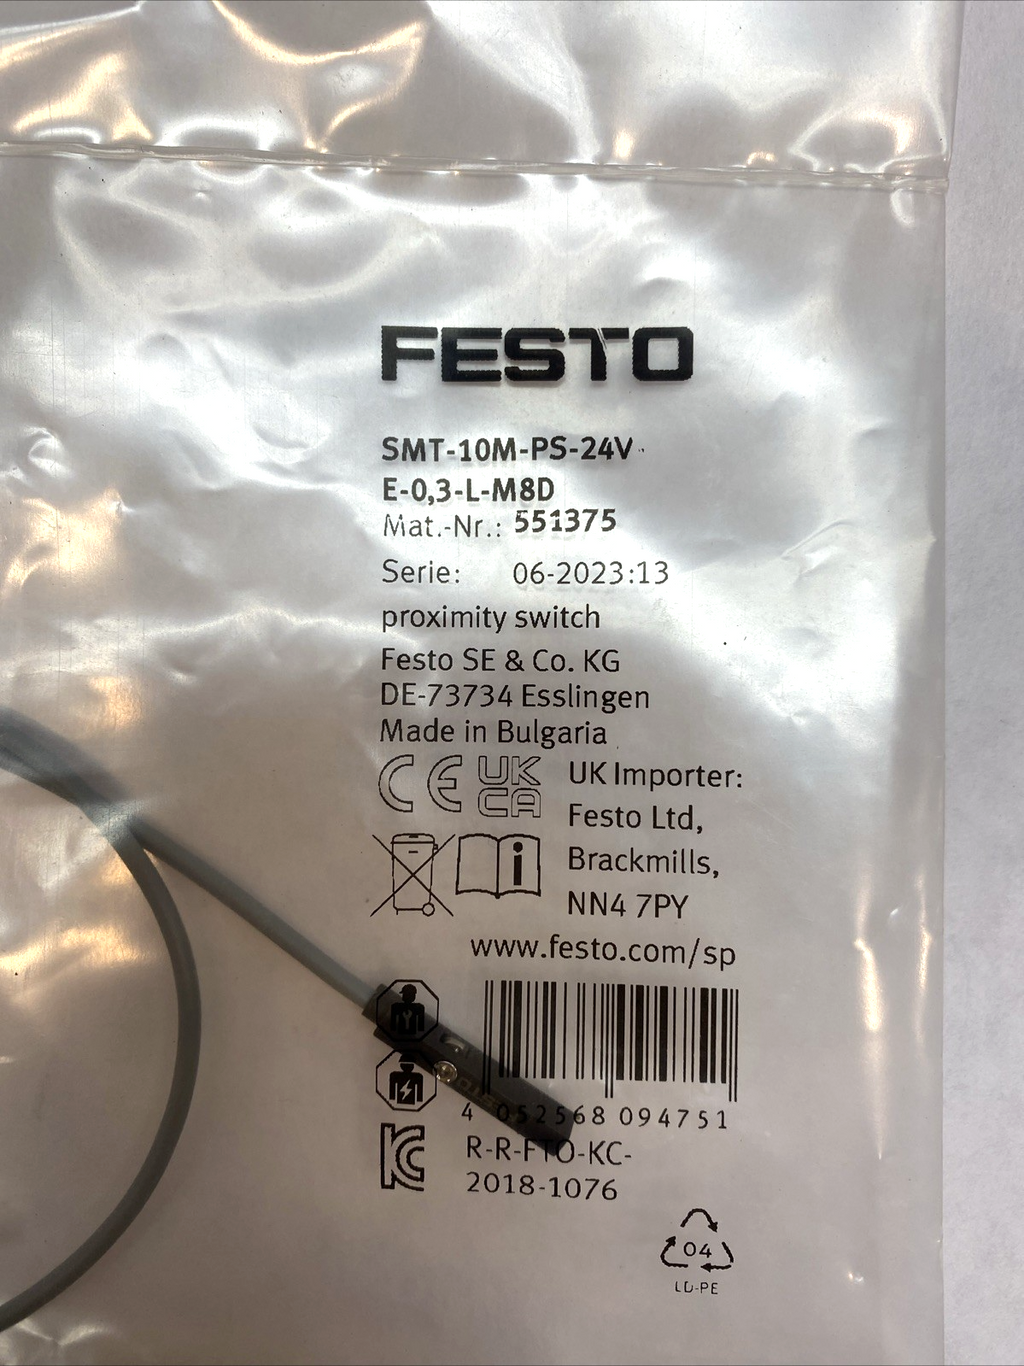 FESTO
SMT-10M-PS-24V
E-0,3-L-M8D
Mat.-Nr.: 551375
Serie: 06-2023:13
proximity switch
Festo SE & Co. KG
DE-73734 Esslingen
Made in Bulgaria
CE UK CA
UK Importer:
Festo Ltd,
Brackmills,
NN4 7PY
www.festo.com/sp
4 052568 094751
R-R-FTO-KC-
2018-1076
04
LD-PE